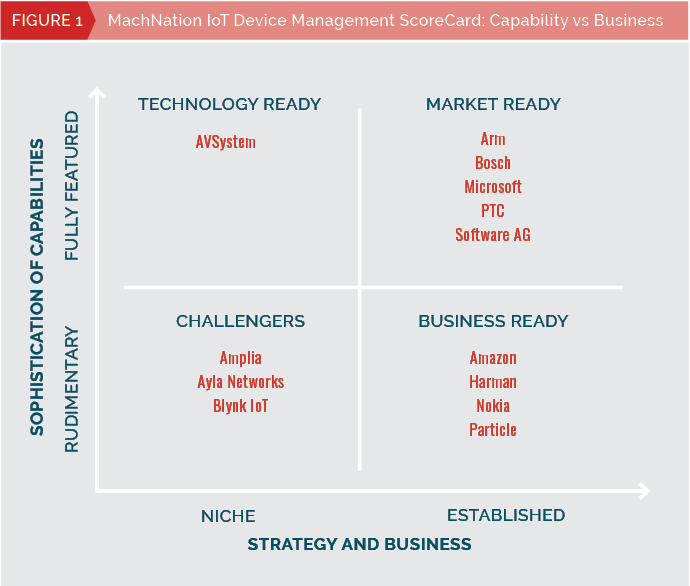 FIGURE 1
MachNation IoT Device Management ScoreCard: Capability vs Business
SOPHISTICATION OF CAPABILITIES
FULLY FEATURED
RUDIMENTARY
TECHNOLOGY READY
AVSystem
MARKET READY
Arm
Bosch
Microsoft
PTC
Software AG
CHALLENGERS
Amplia
Ayla Networks
Blynk IoT
BUSINESS READY
Amazon
Harman
Nokia
Particle
NICHE
ESTABLISHED
STRATEGY AND BUSINESS